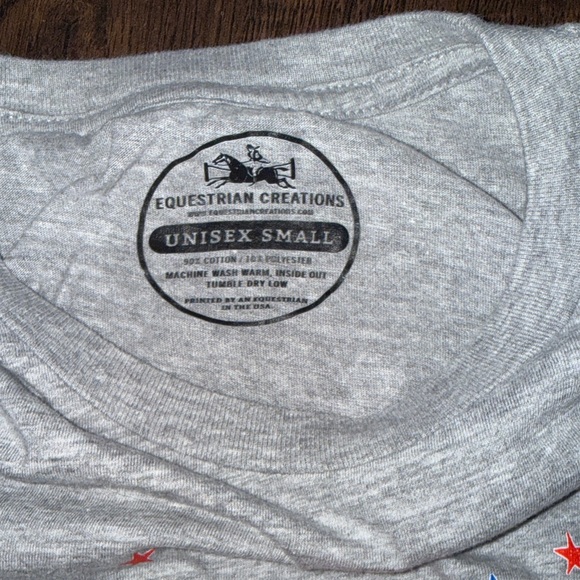 EQUESTRIAN CREATIONS
WWW.EQUESTRIANCREATIONS.COM
UNISEX SMALL
90% COTTON / 10% POLYESTER
MACHINE WASH WARM, INSIDE OUT
TUMBLE DRY LOW
PRINTED BY AN EQUESTRIAN
IN THE USA.